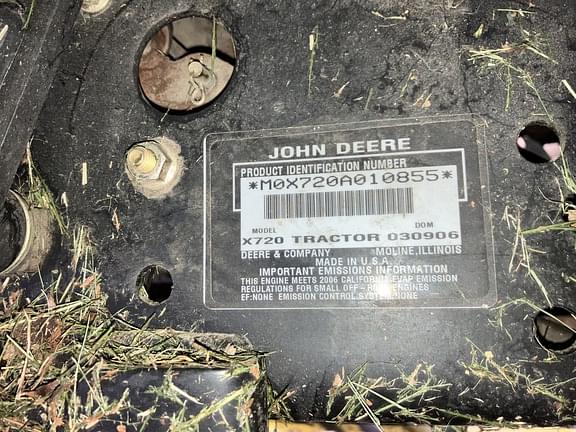 JOHN DEERE
PRODUCT IDENTIFICATION NUMBER
*M0X720A010855*
MODEL DOM
X720 TRACTOR 030906
DEERE & COMPANY MOLINE, ILLINOIS
MADE IN U.S.A.
IMPORTANT EMISSIONS INFORMATION
THIS ENGINE MEETS 2006 CALIFORNIA EVAP EMISSION
REGULATIONS FOR SMALL OFF-ROAD ENGINES
EF:NONE EMISSION CONTROL SYSTEM:NONE